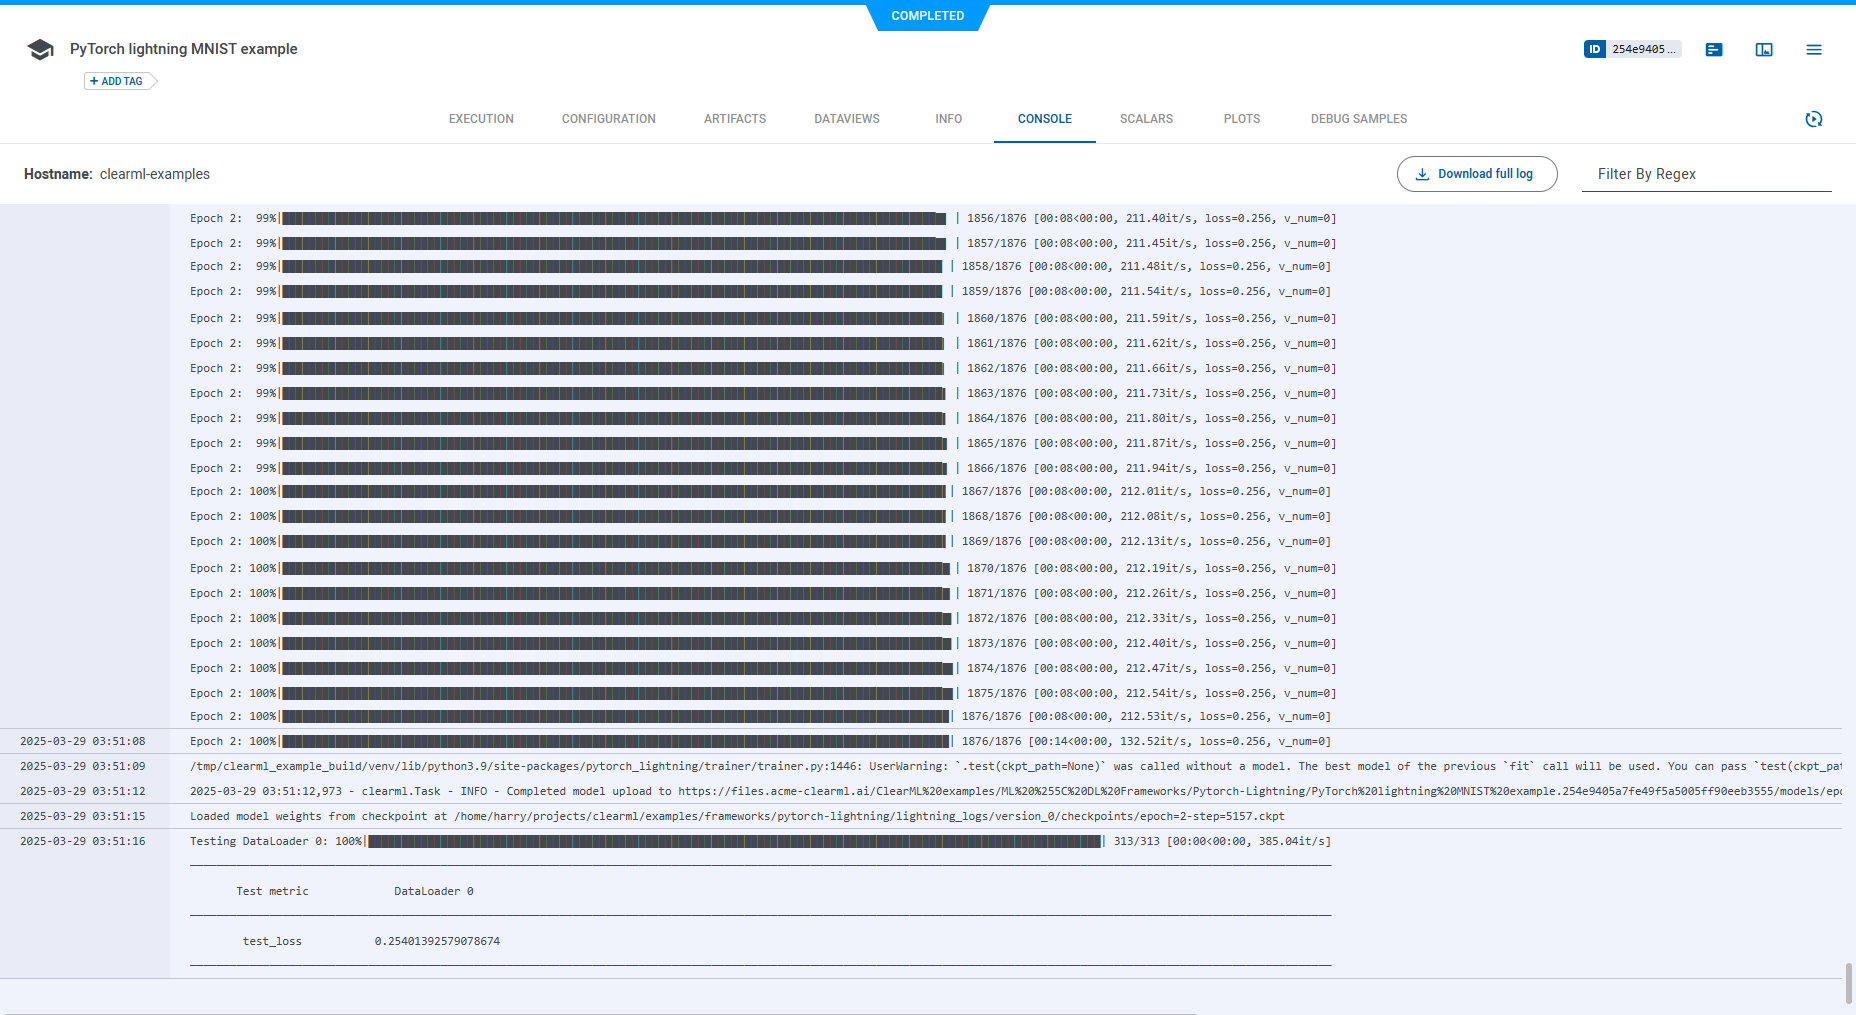 COMPLETED
PyTorch lightning MNIST example
ID 254e9405 ...
+ ADD TAG
EXECUTION CONFIGURATION ARTIFACTS DATAVIEWS INFO CONSOLE SCALARS PLOTS DEBUG SAMPLES
Hostname: clearml-examples
Download full log
Filter By Regex
Epoch 2:  99%| | 1856/1876 [00:08<00:00, 211.40it/s, loss=0.256, v_num=0]
Epoch 2:  99%| | 1857/1876 [00:08<00:00, 211.45it/s, loss=0.256, v_num=0]
Epoch 2:  99%| | 1858/1876 [00:08<00:00, 211.48it/s, loss=0.256, v_num=0]
Epoch 2:  99%| | 1859/1876 [00:08<00:00, 211.54it/s, loss=0.256, v_num=0]
Epoch 2:  99%| | 1860/1876 [00:08<00:00, 211.59it/s, loss=0.256, v_num=0]
Epoch 2:  99%| | 1861/1876 [00:08<00:00, 211.62it/s, loss=0.256, v_num=0]
Epoch 2:  99%| | 1862/1876 [00:08<00:00, 211.66it/s, loss=0.256, v_num=0]
Epoch 2:  99%| | 1863/1876 [00:08<00:00, 211.73it/s, loss=0.256, v_num=0]
Epoch 2:  99%| | 1864/1876 [00:08<00:00, 211.80it/s, loss=0.256, v_num=0]
Epoch 2:  99%| | 1865/1876 [00:08<00:00, 211.87it/s, loss=0.256, v_num=0]
Epoch 2:  99%| | 1866/1876 [00:08<00:00, 211.94it/s, loss=0.256, v_num=0]
Epoch 2: 100%| | 1867/1876 [00:08<00:00, 212.01it/s, loss=0.256, v_num=0]
Epoch 2: 100%| | 1868/1876 [00:08<00:00, 212.08it/s, loss=0.256, v_num=0]
Epoch 2: 100%| | 1869/1876 [00:08<00:00, 212.13it/s, loss=0.256, v_num=0]
Epoch 2: 100%| | 1870/1876 [00:08<00:00, 212.19it/s, loss=0.256, v_num=0]
Epoch 2: 100%| | 1871/1876 [00:08<00:00, 212.26it/s, loss=0.256, v_num=0]
Epoch 2: 100%| | 1872/1876 [00:08<00:00, 212.33it/s, loss=0.256, v_num=0]
Epoch 2: 100%| | 1873/1876 [00:08<00:00, 212.40it/s, loss=0.256, v_num=0]
Epoch 2: 100%| | 1874/1876 [00:08<00:00, 212.47it/s, loss=0.256, v_num=0]
Epoch 2: 100%| | 1875/1876 [00:08<00:00, 212.54it/s, loss=0.256, v_num=0]
Epoch 2: 100%| | 1876/1876 [00:08<00:00, 212.53it/s, loss=0.256, v_num=0]
2025-03-29 03:51:08 Epoch 2: 100%| | 1876/1876 [00:14<00:00, 132.52it/s, loss=0.256, v_num=0]
2025-03-29 03:51:09 /tmp/clearml_example_build/venv/lib/python3.9/site-packages/pytorch_lightning/trainer/trainer.py:1446: UserWarning: `.test(ckpt_path=None)` was called without a model. The best model of the previous `fit` call will be used. You can pass `test(ckpt_pat
2025-03-29 03:51:12 2025-03-29 03:51:12,973 - clearml.Task - INFO - Completed model upload to https://files.acme-clearml.ai/ClearML%20examples/ML%20%255C%20DL%20Frameworks/Pytorch-Lightning/PyTorch%20lightning%20MNIST%20example.254e9405a7fe49f5a5005ff90eeb3555/models/epo
2025-03-29 03:51:15 Loaded model weights from checkpoint at /home/harry/projects/clearml/examples/frameworks/pytorch-lightning/lightning_logs/version_0/checkpoints/epoch=2-step=5157.ckpt
2025-03-29 03:51:16 Testing DataLoader 0: 100%| | 313/313 [00:00<00:00, 385.04it/s]
Test metric DataLoader 0
test_loss 0.25401392579078674